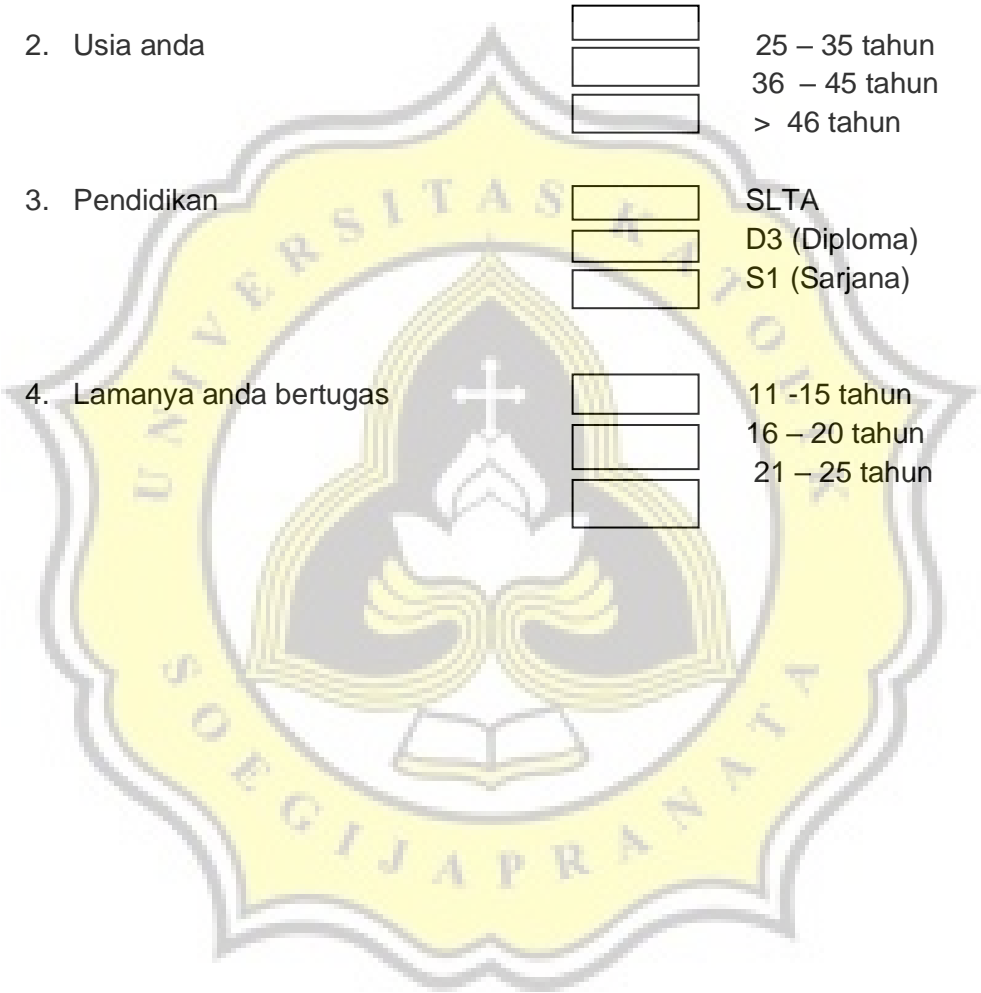 2. Usia anda 25 – 35 tahun
36 – 45 tahun
> 46 tahun
3. Pendidikan SLTA
D3 (Diploma)
S1 (Sarjana)
4. Lamanya anda bertugas 11 -15 tahun
16 – 20 tahun
21 – 25 tahun
UNIVERSITAS KATOLIK
SOEGIJAPRANATA